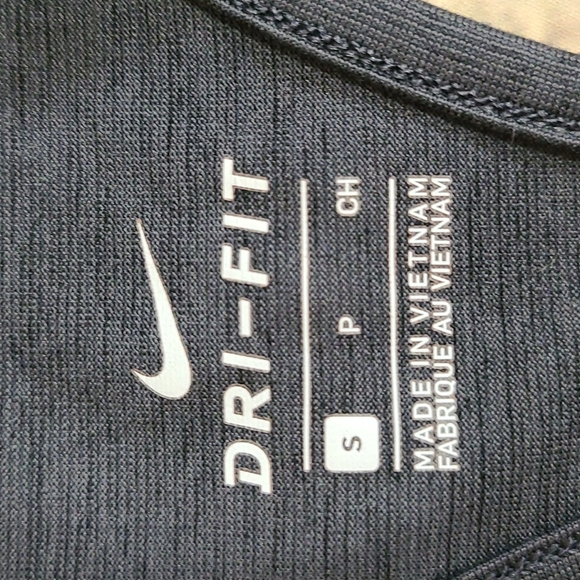 DRI-FIT
S P CH
MADE IN VIETNAM
FABRIQUE AU VIETNAM